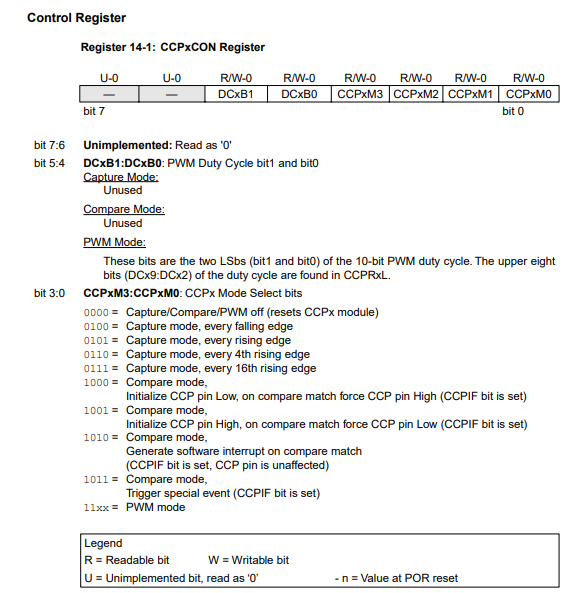 Control Register
Register 14-1: CCPxCON Register
U-0 U-0 R/W-0 R/W-0 R/W-0 R/W-0 R/W-0 R/W-0
— — DCxB1 DCxB0 CCPxM3 CCPxM2 CCPxM1 CCPxM0
bit 7 bit 0
bit 7:6 Unimplemented: Read as '0'
bit 5:4 DCxB1:DCxB0: PWM Duty Cycle bit1 and bit0
Capture Mode:
Unused
Compare Mode:
Unused
PWM Mode:
These bits are the two LSbs (bit1 and bit0) of the 10-bit PWM duty cycle. The upper eight
bits (DCx9:DCx2) of the duty cycle are found in CCPRxL.
bit 3:0 CCPxM3:CCPxM0: CCPx Mode Select bits
0000 = Capture/Compare/PWM off (resets CCPx module)
0100 = Capture mode, every falling edge
0101 = Capture mode, every rising edge
0110 = Capture mode, every 4th rising edge
0111 = Capture mode, every 16th rising edge
1000 = Compare mode,
Initialize CCP pin Low, on compare match force CCP pin High (CCPIF bit is set)
1001 = Compare mode,
Initialize CCP pin High, on compare match force CCP pin Low (CCPIF bit is set)
1010 = Compare mode,
Generate software interrupt on compare match
(CCPIF bit is set, CCP pin is unaffected)
1011 = Compare mode,
Trigger special event (CCPIF bit is set)
11xx = PWM mode
Legend
R = Readable bit W = Writable bit
U = Unimplemented bit, read as '0' - n = Value at POR reset